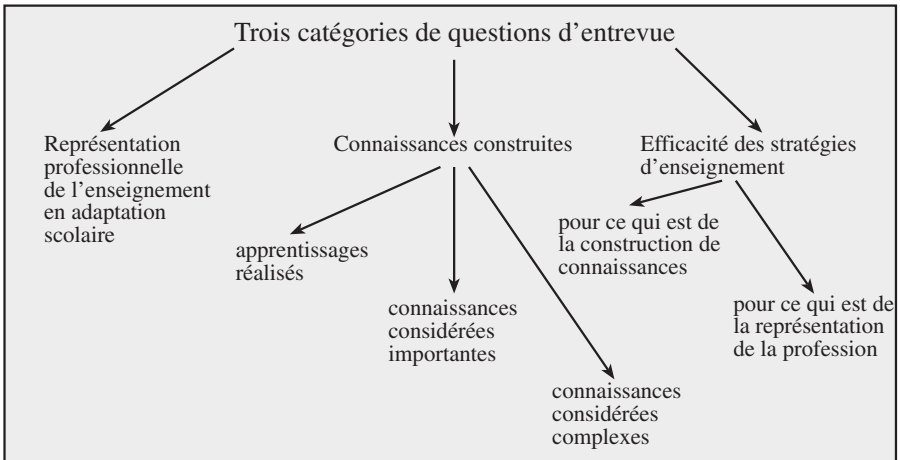 Trois catégories de questions d’entrevue
Représentation
professionnelle
de l’enseignement
en adaptation
scolaire
Connaissances construites
apprentissages
réalisés
connaissances
considérées
importantes
connaissances
considérées
complexes
Efficacité des stratégies
d’enseignement
pour ce qui est de
la construction de
connaissances
pour ce qui est de
la représentation
de la profession